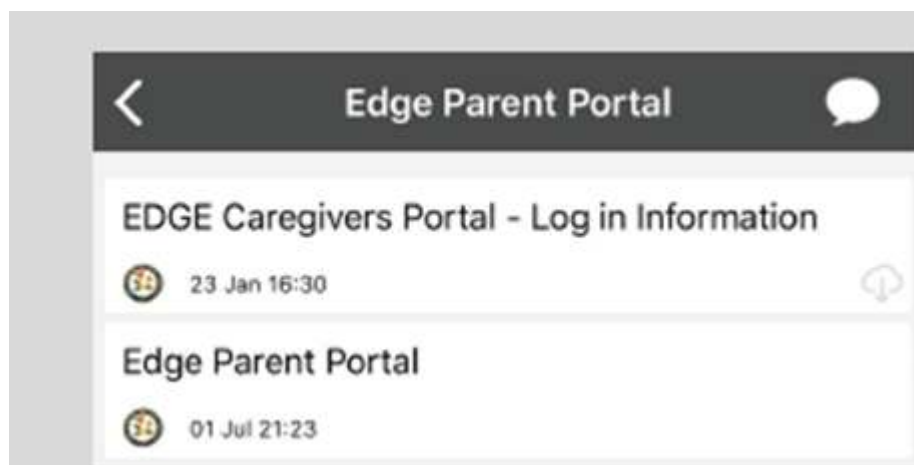 Edge Parent Portal
EDGE Caregivers Portal - Log in Information
23 Jan 16:30
Edge Parent Portal
01 Jul 21:23